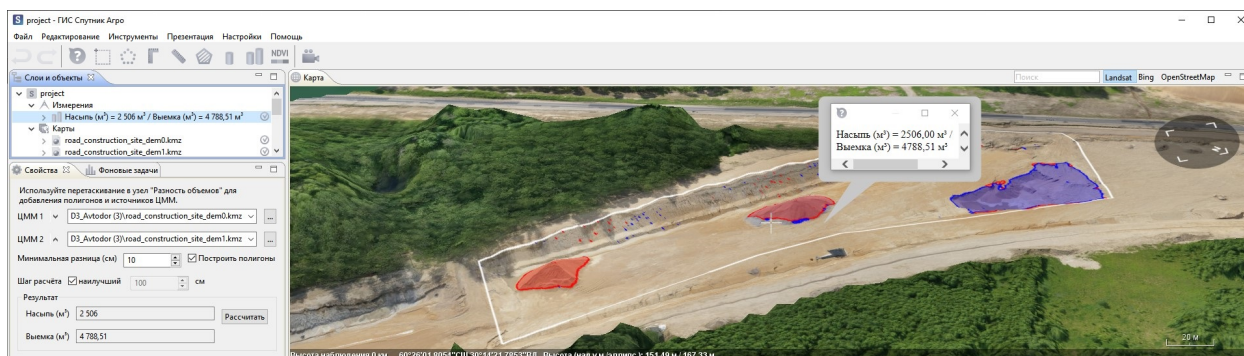 project - ГИС Спутник Агро
Файл Редактирование Инструменты Презентация Настройки Помощь
NDVI
Слои и объекты
project
Измерения
Насыпь (м³) = 2 506 м³ / Выемка (м³) = 4 788,51 м³
Карты
road_construction_site_dem0.kmz
road_construction_site_dem1.kmz
Свойства Фоновые задачи
Используйте перетаскивание в узел "Разность объемов" для
добавления полигонов и источников ЦММ.
ЦММ 1 D3_Avtodor (3)\road_construction_site_dem0.kmz ...
ЦММ 2 D3_Avtodor (3)\road_construction_site_dem1.kmz ...
Минимальная разница (см) 10 Построить полигоны
Шаг расчёта наилучший 100 см
Результат
Насыпь (м³) 2 506
Рассчитать
Выемка (м³) 4 788,51
Карта
Поиск Landsat Bing OpenStreetMap
Насыпь (м³) = 2506,00 м³ /
Выемка (м³) = 4788,51 м³
N
20 м
Высота наблюдения 0 км